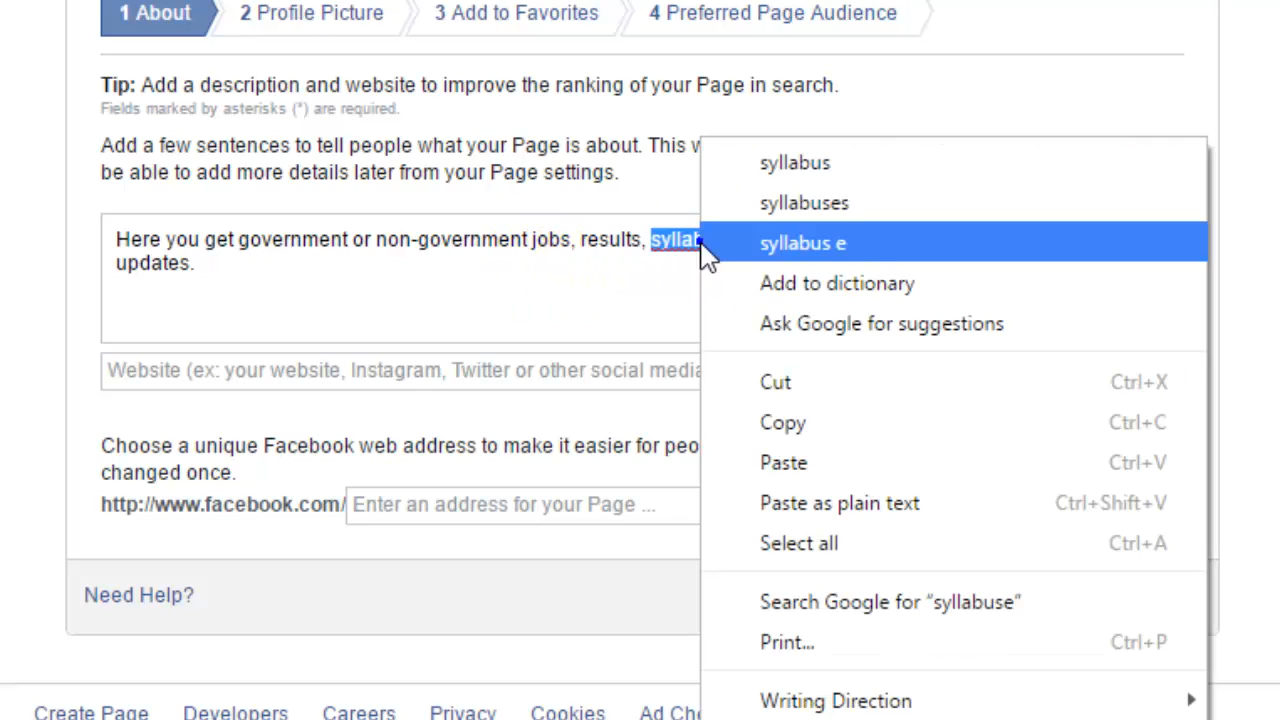 1 About 2 Profile Picture 3 Add to Favorites 4 Preferred Page Audience
Tip: Add a description and website to improve the ranking of your Page in search.
Fields marked by asterisks (*) are required.
Add a few sentences to tell people what your Page is about. This
be able to add more details later from your Page settings.
Here you get government or non-government jobs, results, syllab
updates.
Website (ex: your website, Instagram, Twitter or other social media
Choose a unique Facebook web address to make it easier for peo
changed once.
http://www.facebook.com/ Enter an address for your Page ...
Need Help?
Create Page Developers Careers Privacy Cookies Ad Cho
syllabus
syllabuses
syllabus e
Add to dictionary
Ask Google for suggestions
Cut Ctrl+X
Copy Ctrl+C
Paste Ctrl+V
Paste as plain text Ctrl+Shift+V
Select all Ctrl+A
Search Google for “syllabuse”
Print... Ctrl+P
Writing Direction